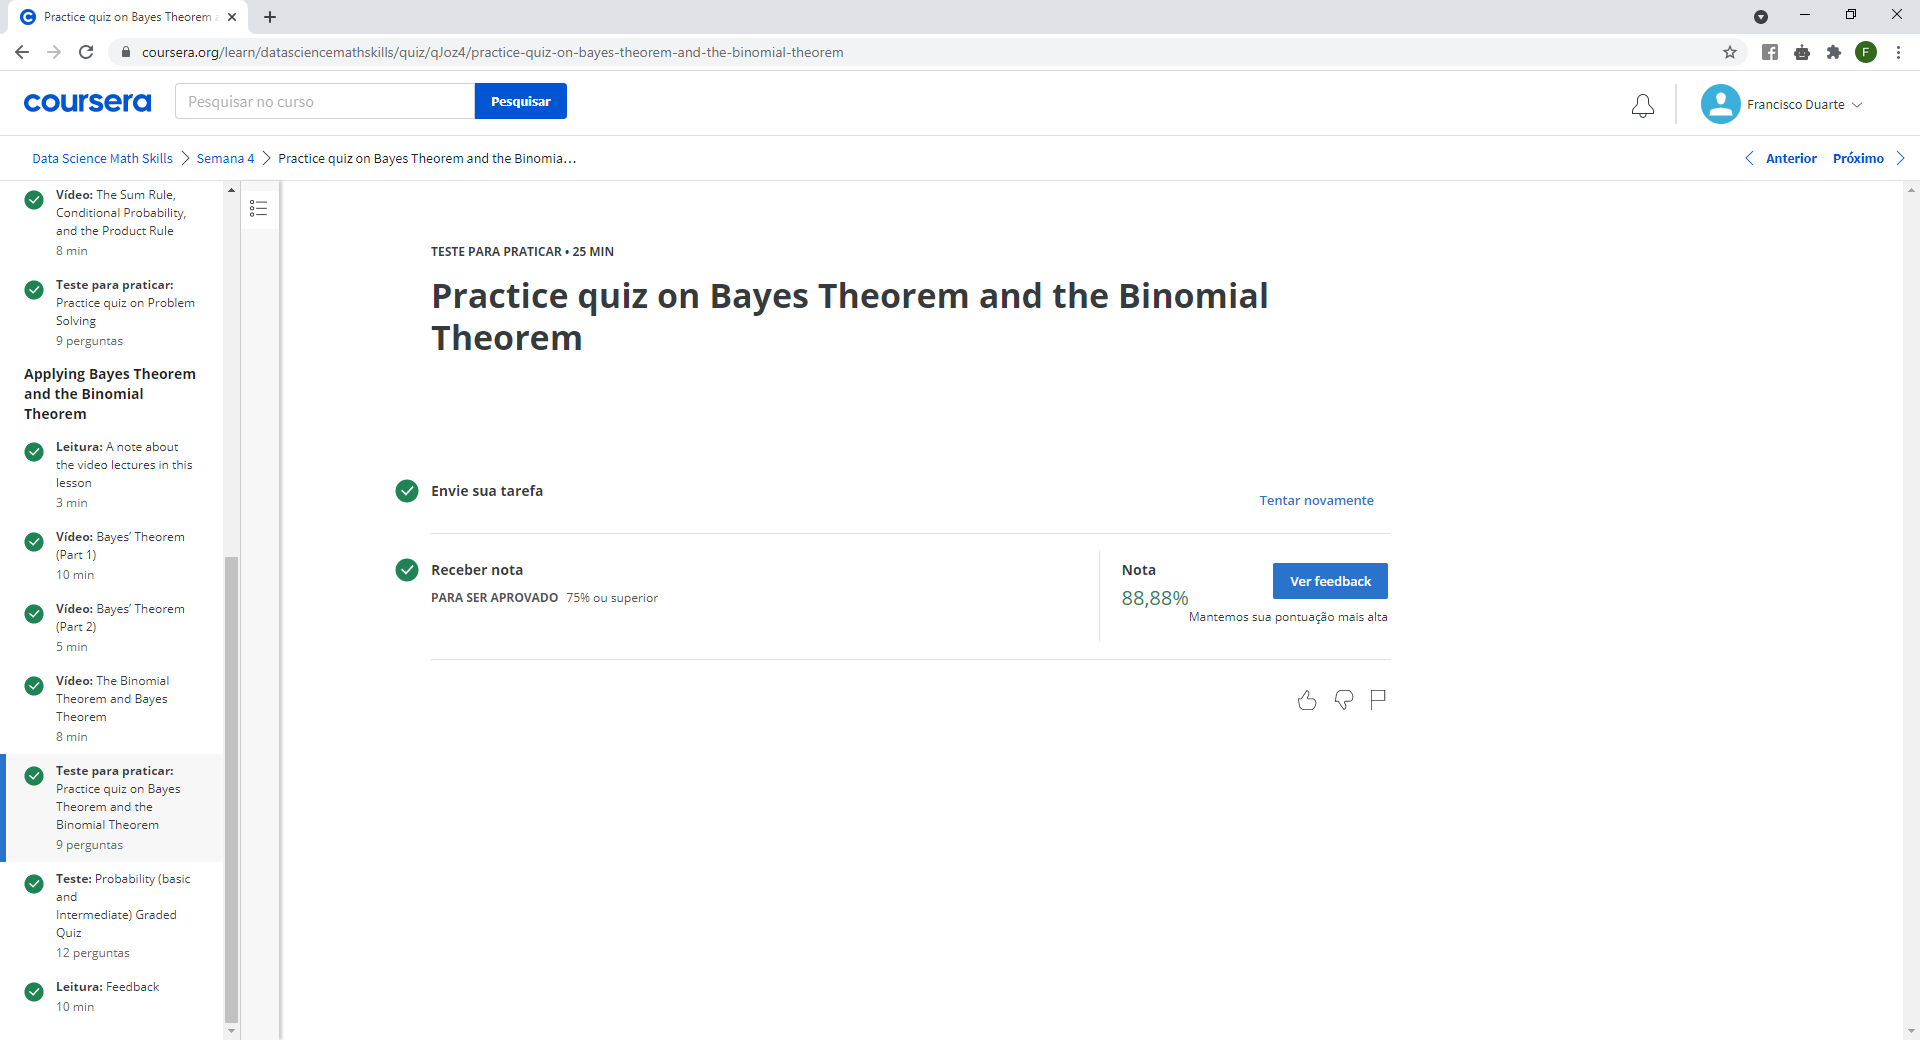 Practice quiz on Bayes Theorem a
coursera.org/learn/datasciencemathskills/quiz/qJoz4/practice-quiz-on-bayes-theorem-and-the-binomial-theorem
F
coursera
Pesquisar no curso
Pesquisar
Francisco Duarte
Data Science Math Skills
Semana 4
Practice quiz on Bayes Theorem and the Binomia…
Anterior
Próximo
Vídeo: The Sum Rule,
Conditional Probability,
and the Product Rule
8 min
Teste para praticar:
Practice quiz on Problem
Solving
9 perguntas
Applying Bayes Theorem
and the Binomial
Theorem
Leitura: A note about
the video lectures in this
lesson
3 min
Vídeo: Bayes’ Theorem
(Part 1)
10 min
Vídeo: Bayes’ Theorem
(Part 2)
5 min
Vídeo: The Binomial
Theorem and Bayes
Theorem
8 min
Teste para praticar:
Practice quiz on Bayes
Theorem and the
Binomial Theorem
9 perguntas
Teste: Probability (basic
and
Intermediate) Graded
Quiz
12 perguntas
Leitura: Feedback
10 min
TESTE PARA PRATICAR • 25 MIN
Practice quiz on Bayes Theorem and the Binomial
Theorem
Envie sua tarefa
Tentar novamente
Receber nota
PARA SER APROVADO 75% ou superior
Nota
88,88%
Ver feedback
Mantemos sua pontuação mais alta